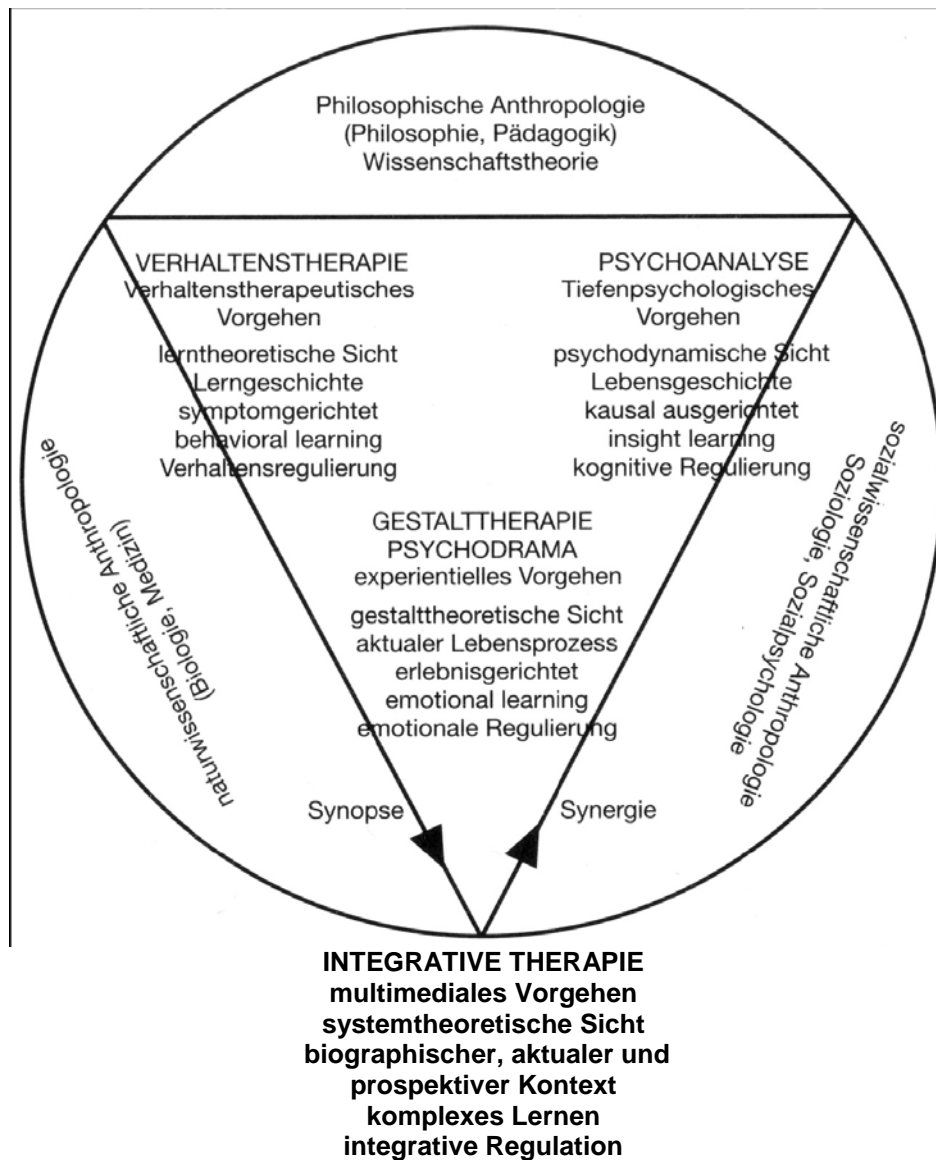 Philosophische Anthropologie
(Philosophie, Pädagogik)
Wissenschaftstheorie
VERHALTENSTHERAPIE
Verhaltenstherapeutisches
Vorgehen
lerntheoretische Sicht
Lerngeschichte
symptomgerichtet
behavioral learning
Verhaltensregulierung
PSYCHOANALYSE
Tiefenpsychologisches
Vorgehen
psychodynamische Sicht
Lebensgeschichte
kausal ausgerichtet
insight learning
kognitive Regulierung
naturwissenschaftliche Anthropologie
(Biologie, Medizin)
sozialwissenschaftliche Anthropologie
Soziologie, Sozialpsychologie
GESTALTTHERAPIE
PSYCHODRAMA
experientielles Vorgehen
gestalttheoretische Sicht
aktualer Lebensprozess
erlebnisgerichtet
emotional learning
emotionale Regulierung
Synopse
Synergie
INTEGRATIVE THERAPIE
multimediales Vorgehen
systemtheoretische Sicht
biographischer, aktualer und
prospektiver Kontext
komplexes Lernen
integrative Regulation